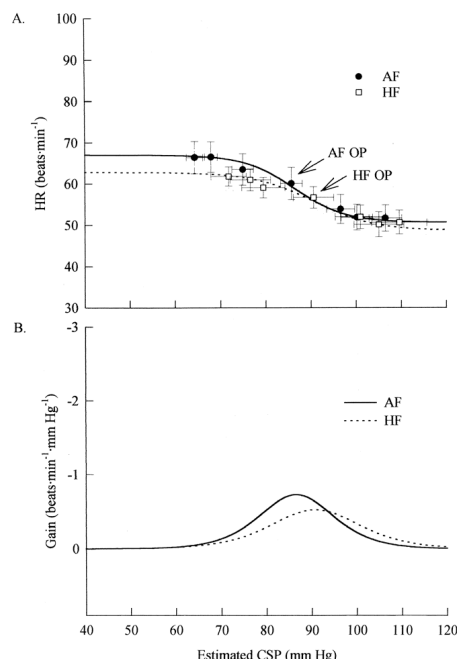 A.
100
90
80
70
60
50
40
30
HR (beats·min⁻¹)
AF
HF
AF OP
HF OP
B.
-3
-2
-1
0
Gain (beats·min⁻¹·mm Hg⁻¹)
AF
HF
40 50 60 70 80 90 100 110 120
Estimated CSP (mm Hg)